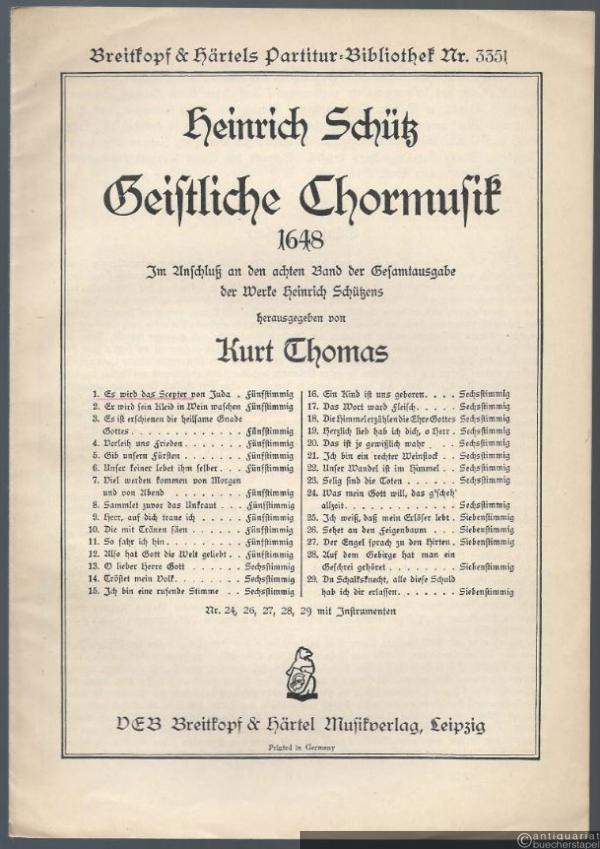 Breitkopf & Härtels Partitur-Bibliothek Nr. 3351
Heinrich Schütz
Geistliche Chormusik
1648
Im Anschluß an den achten Band der Gesamtausgabe
der Werke Heinrich Schützens
herausgegeben von
Kurt Thomas
1. Es wird das Scepter von Juda . Fünfstimmig
2. Er wird sein Kleid in Wein waschen Fünfstimmig
3. Es ist erschienen die heilsame Gnade
Gottes . . . . . . . . . . . Fünfstimmig
4. Verleih uns Frieden . . . . . . Fünfstimmig
5. Gib unsern Fürsten . . . . . . Fünfstimmig
6. Unser keiner lebet ihm selber . . . Fünfstimmig
7. Viel werden kommen von Morgen
und von Abend . . . . . . . Fünfstimmig
8. Sammlet zuvor das Unkraut . . . Fünfstimmig
9. Herr, auf dich traue ich . . . . . Fünfstimmig
10. Die mit Tränen säen . . . . . . Fünfstimmig
11. So fahr ich hin . . . . . . . . Fünfstimmig
12. Also hat Gott die Welt geliebt . . Fünfstimmig
13. O lieber Herre Gott . . . . . . Sechsstimmig
14. Tröstet mein Volk . . . . . . . Sechsstimmig
15. Ich bin eine rufende Stimme . . Sechsstimmig
16. Ein Kind ist uns geboren . . . . Sechsstimmig
17. Das Wort ward Fleisch . . . . . Sechsstimmig
18. Die Himmel erzählen die Ehre Gottes Sechsstimmig
19. Herzlich lieb hab ich dich, o Herr . Sechsstimmig
20. Das ist je gewißlich wahr . . . . Sechsstimmig
21. Ich bin ein rechter Weinstock . . Sechsstimmig
22. Unser Wandel ist im Himmel . . Sechsstimmig
23. Selig sind die Toten . . . . . . Sechsstimmig
24. Was mein Gott will, das g'scheh'
allzeit . . . . . . . . . . . Sechsstimmig
25. Ich weiß, daß mein Erlöser lebt . Siebenstimmig
26. Sehet an den Feigenbaum . . . Siebenstimmig
27. Der Engel sprach zu den Hirten . Siebenstimmig
28. Auf dem Gebirge hat man ein
Geschrei gehöret . . . . . . . Siebenstimmig
29. Du Schalksknecht, alle diese Schuld
hab ich dir erlassen . . . . . . Siebenstimmig
Nr. 24, 26, 27, 28, 29 mit Instrumenten
VEB Breitkopf & Härtel Musikverlag, Leipzig
Printed in Germany
antiquariat
buecherstapel